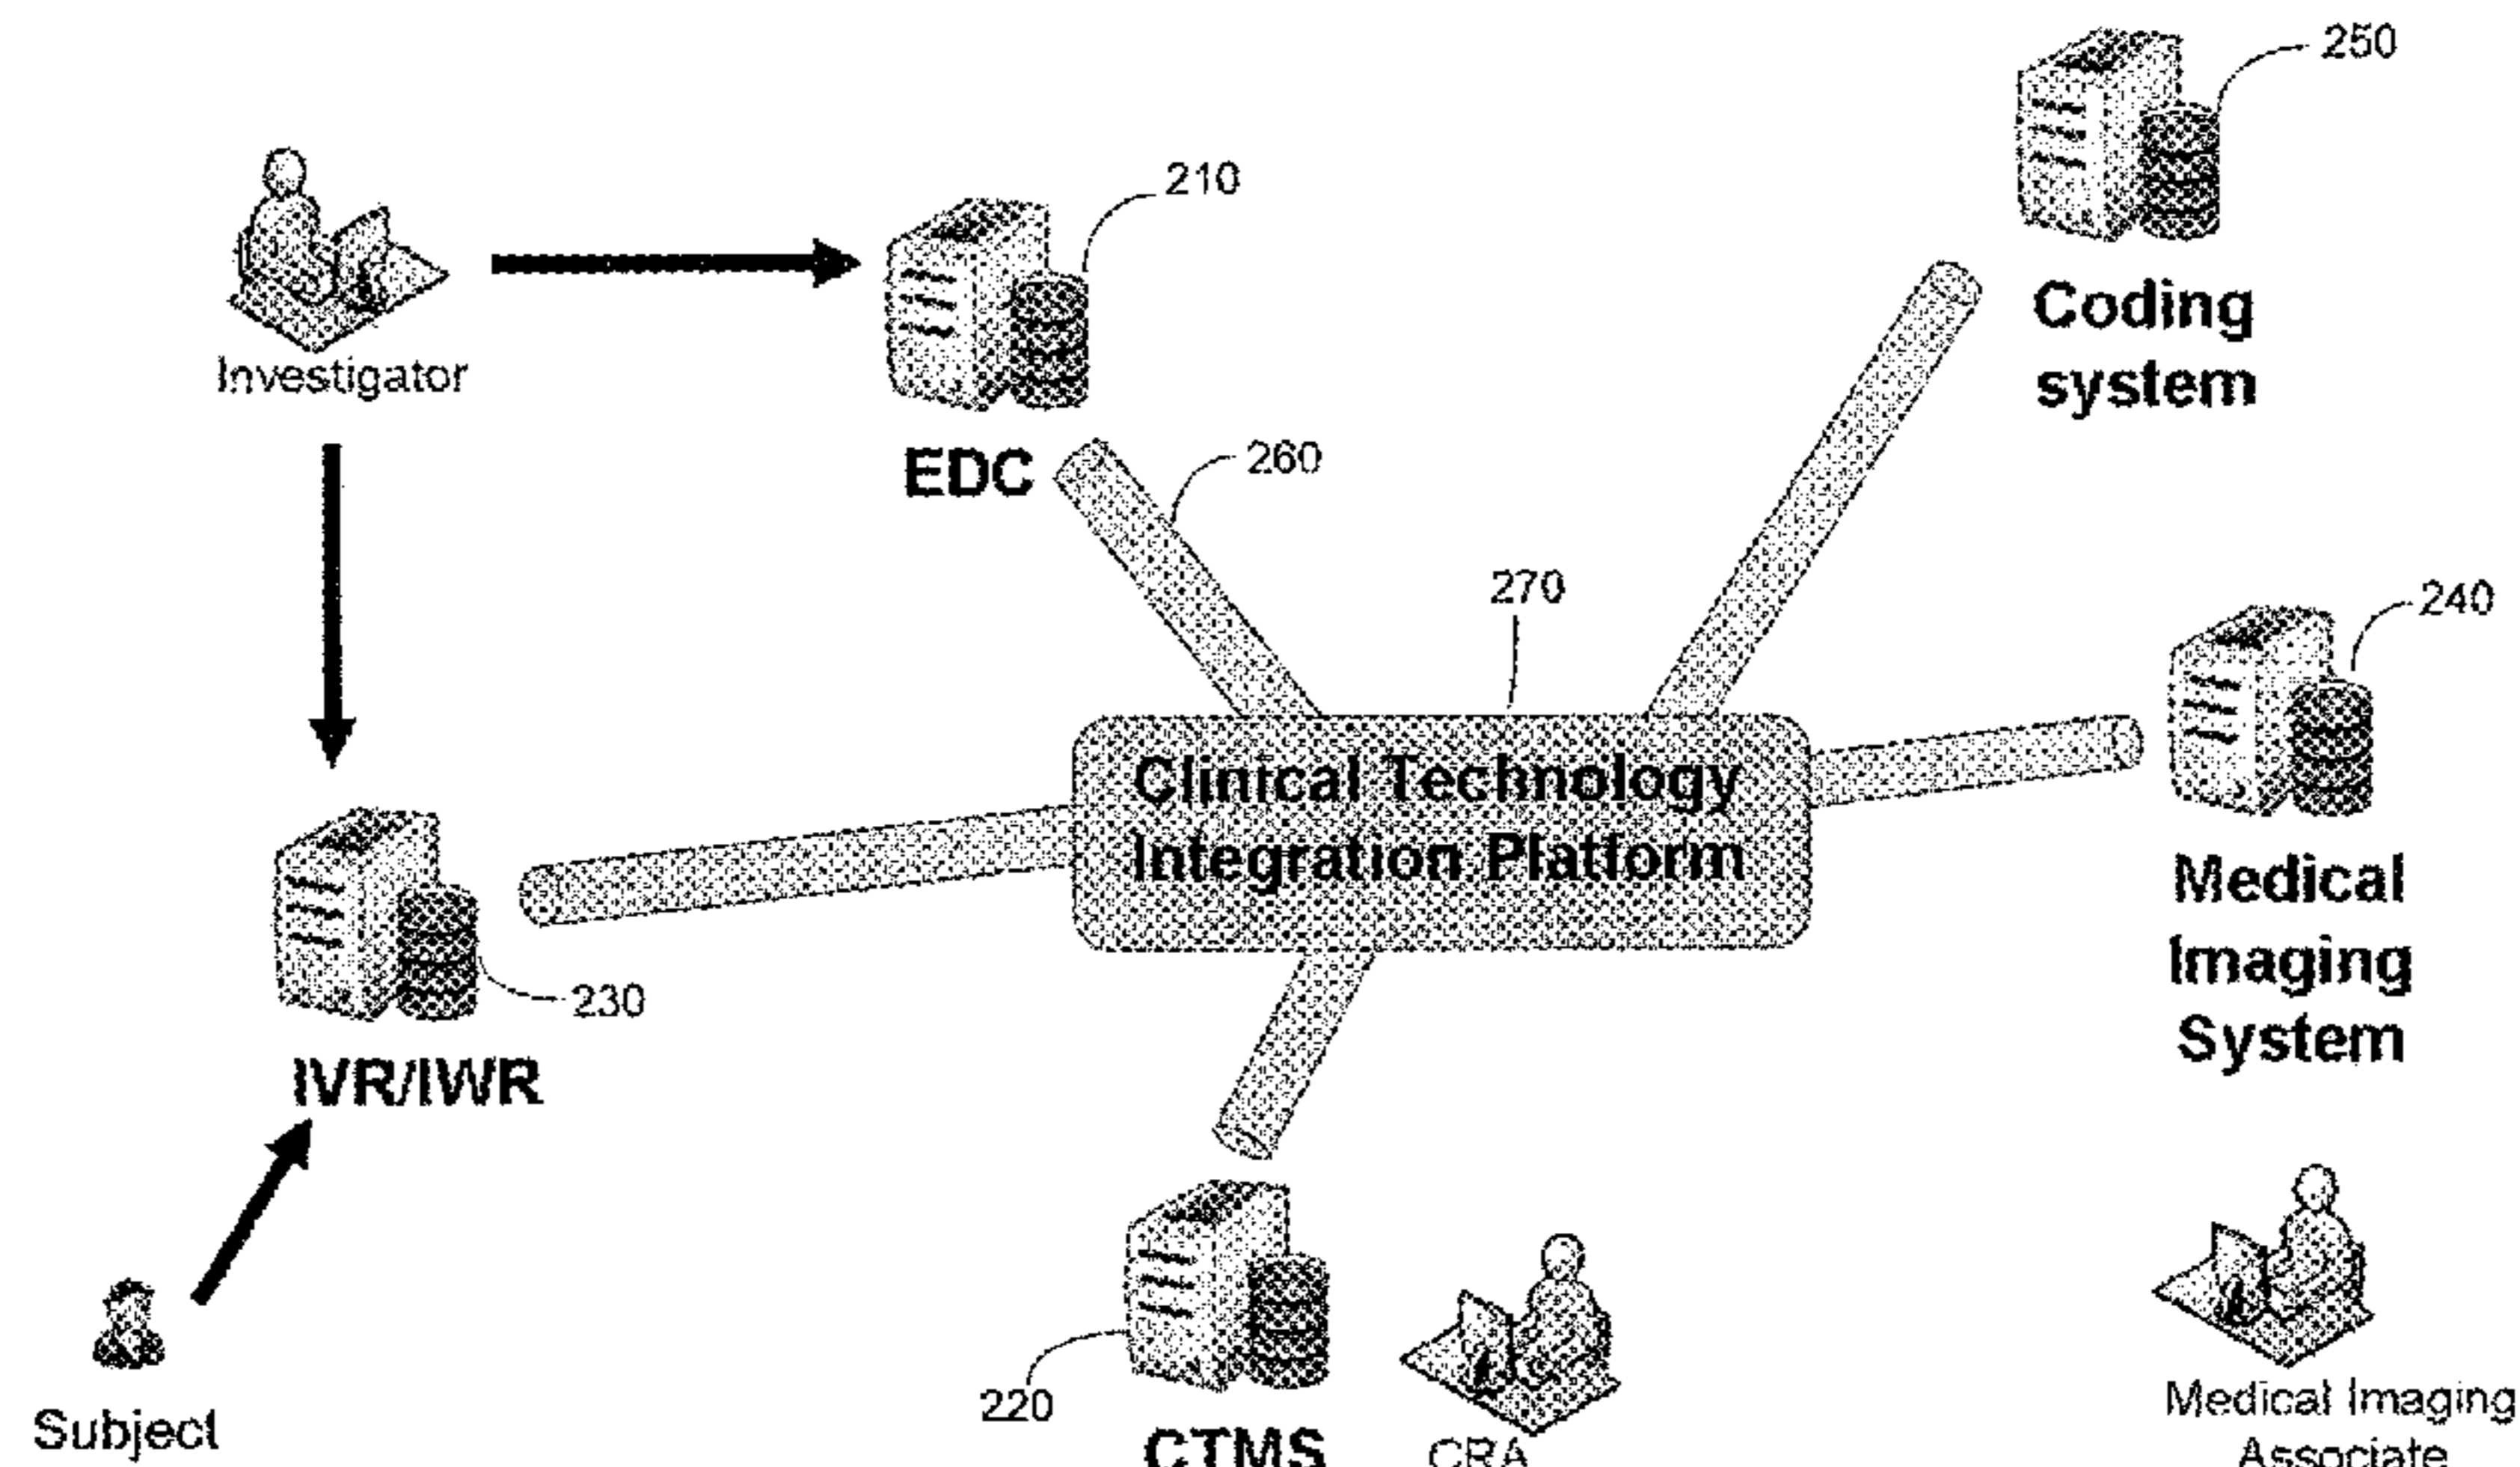 250
210
Coding
system
Investigator
EDC
260
270
240
Clinical Technology
Integration Platform
Medical
Imaging
System
230
IVR/IWR
220
Subject
CTMS
CRA
Medical Imaging
Associate